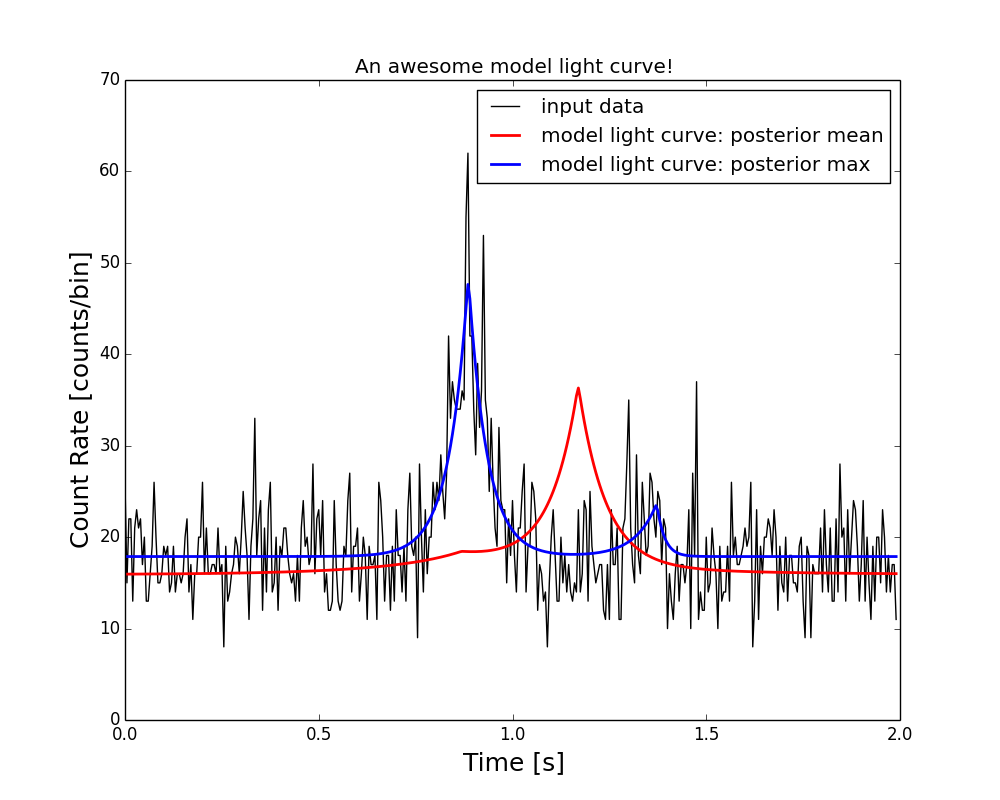 An awesome model light curve!
input data
model light curve: posterior mean
model light curve: posterior max
Count Rate [counts/bin]
70
60
50
40
30
20
10
0
0.0 0.5 1.0 1.5 2.0
Time [s]